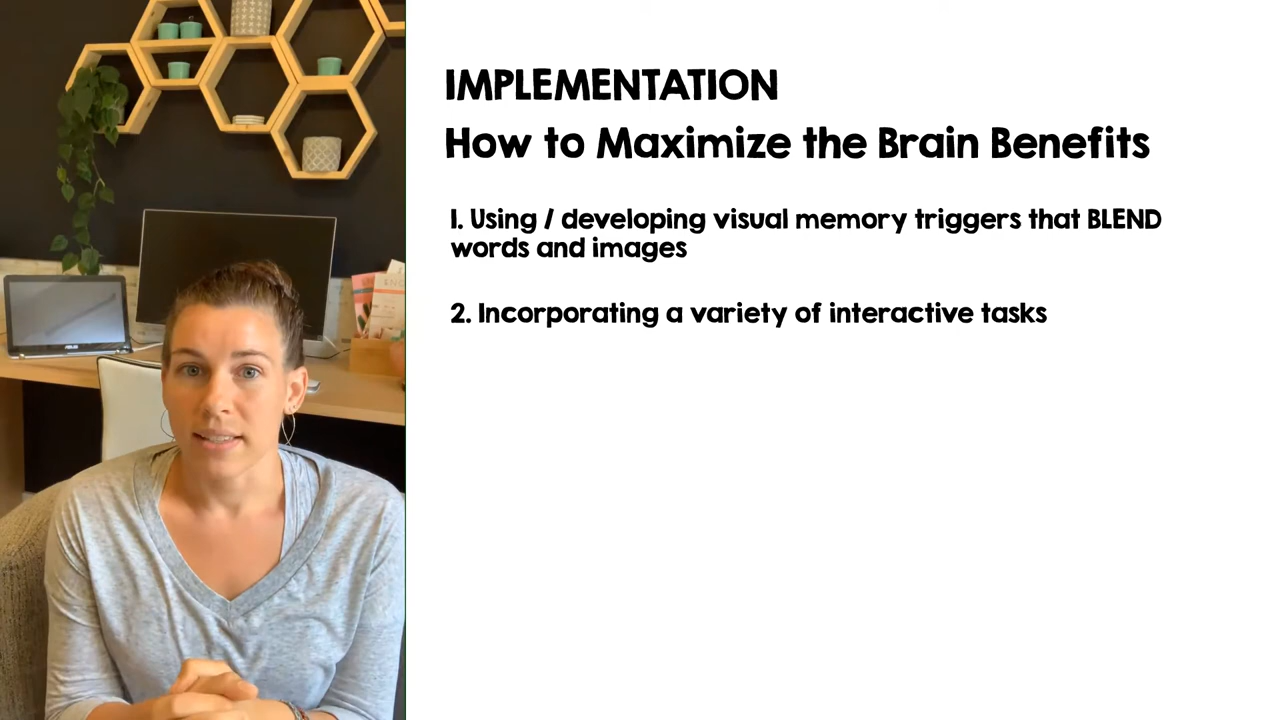 IMPLEMENTATION
How to Maximize the Brain Benefits
1. Using / developing visual memory triggers that BLEND
words and images
2. Incorporating a variety of interactive tasks
ASUS